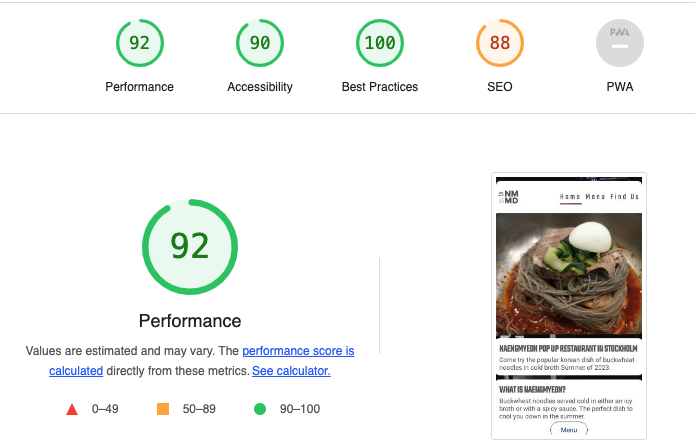 92
90
100
88
PWA
Performance
Accessibility
Best Practices
SEO
PWA
92
Performance
Values are estimated and may vary. The performance score is
calculated directly from these metrics. See calculator.
0–49
50–89
90–100
NM
MD
Home Menu Find Us
NAENGMYEON POP UP RESTAURANT IN STOCKHOLM
Come try the popular korean dish of buckwheat
noodles in cold broth Summer of 2023.
WHAT IS NAENGMYEON?
Buckwheat noodles served cold in either an icy
broth or with a spicy sauce. The perfect dish to
cool you down in the summer.
Menu